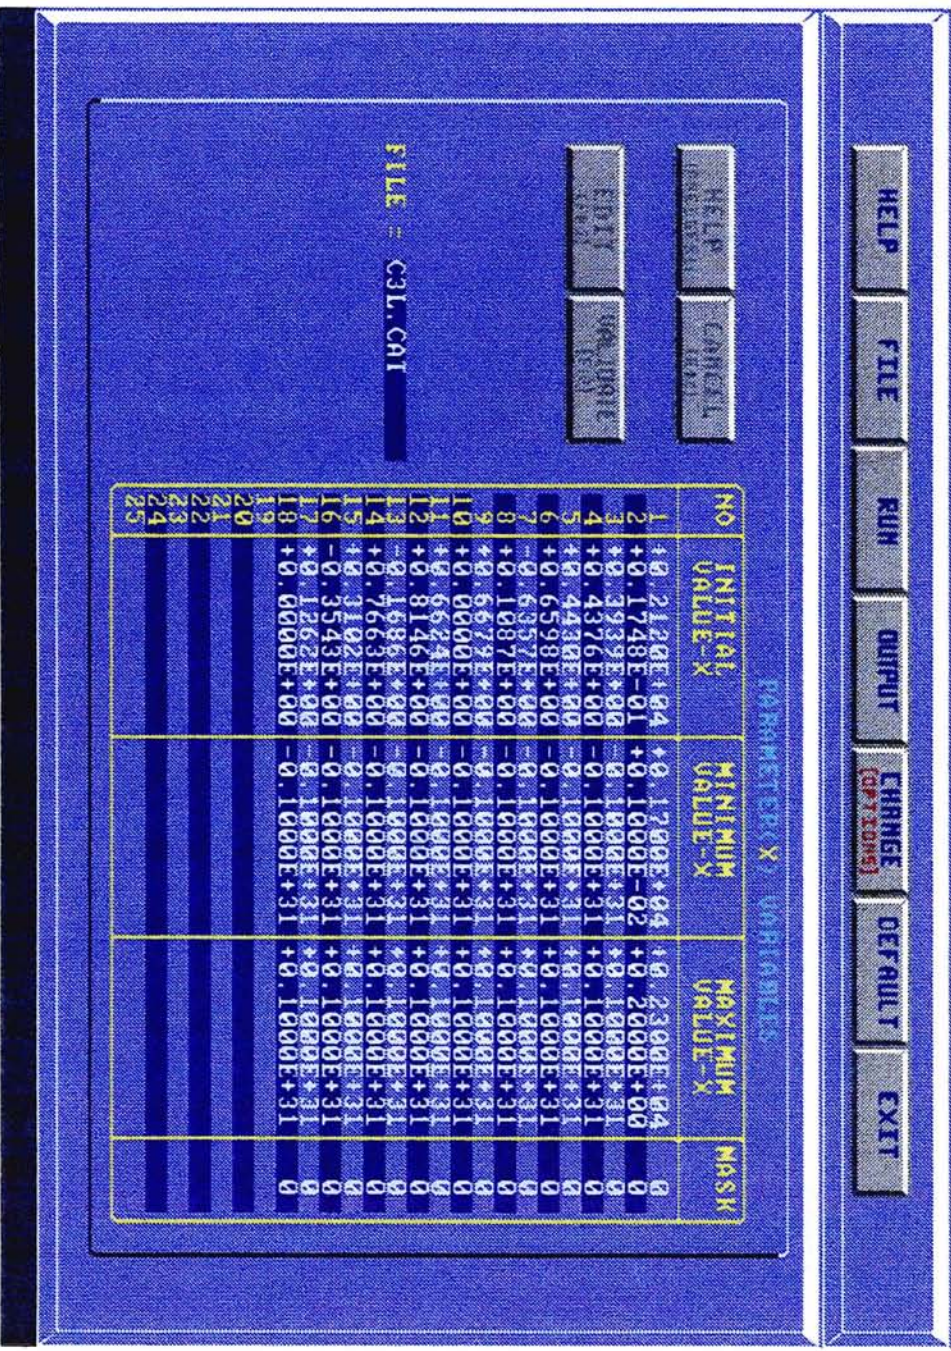 HELP FILE RUN OUTPUT CHANGE DEFAULT EXIT
[OPTIONS]
PARAMETER(X) VARIABLES
HELP CANCEL
EDIT VALIDATE
FILE = C3L.CAT
NO INITIAL VALUE-X MINIMUM VALUE-X MAXIMUM VALUE-X MASK
1 +0.2120E+04 +0.1700E+04 +0.2300E+04 0
2 +0.1748E-01 +0.1000E-02 +0.2000E+00 0
3 +0.3939E+00 -0.1000E+31 +0.1000E+31 0
4 +0.4376E+00 -0.1000E+31 +0.1000E+31 0
5 +0.4430E+00 -0.1000E+31 +0.1000E+31 0
6 +0.6598E+00 -0.1000E+31 +0.1000E+31 0
7 -0.6357E+00 -0.1000E+31 +0.1000E+31 0
8 +0.1087E+00 -0.1000E+31 +0.1000E+31 0
9 +0.6679E+00 -0.1000E+31 +0.1000E+31 0
10 +0.0000E+00 -0.1000E+31 +0.1000E+31 0
11 +0.6624E+00 -0.1000E+31 +0.1000E+31 0
12 +0.8146E+00 -0.1000E+31 +0.1000E+31 0
13 -0.1686E+00 -0.1000E+31 +0.1000E+31 0
14 +0.7663E+00 -0.1000E+31 +0.1000E+31 0
15 +0.3102E+00 -0.1000E+31 +0.1000E+31 0
16 -0.3543E+00 -0.1000E+31 +0.1000E+31 0
17 +0.1262E+00 -0.1000E+31 +0.1000E+31 0
18 +0.0000E+00 -0.1000E+31 +0.1000E+31 0
19
20
21
22
23
24
25